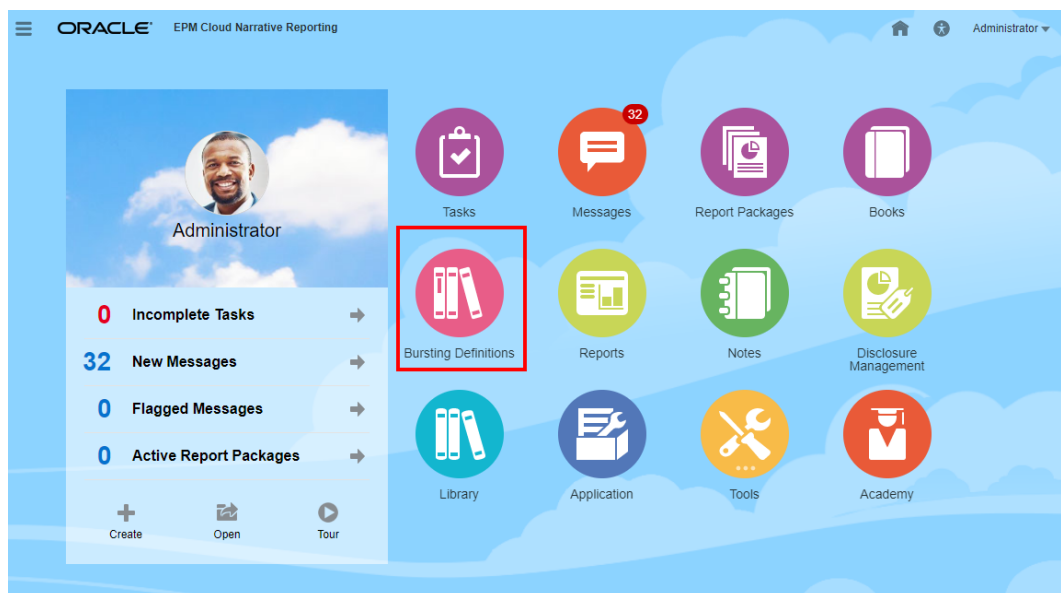 ORACLE® EPM Cloud Narrative Reporting
Administrator
Administrator
0 Incomplete Tasks
32 New Messages
0 Flagged Messages
0 Active Report Packages
Create Open Tour
32
Tasks Messages Report Packages Books
Bursting Definitions Reports Notes Disclosure
Management
Library Application Tools Academy